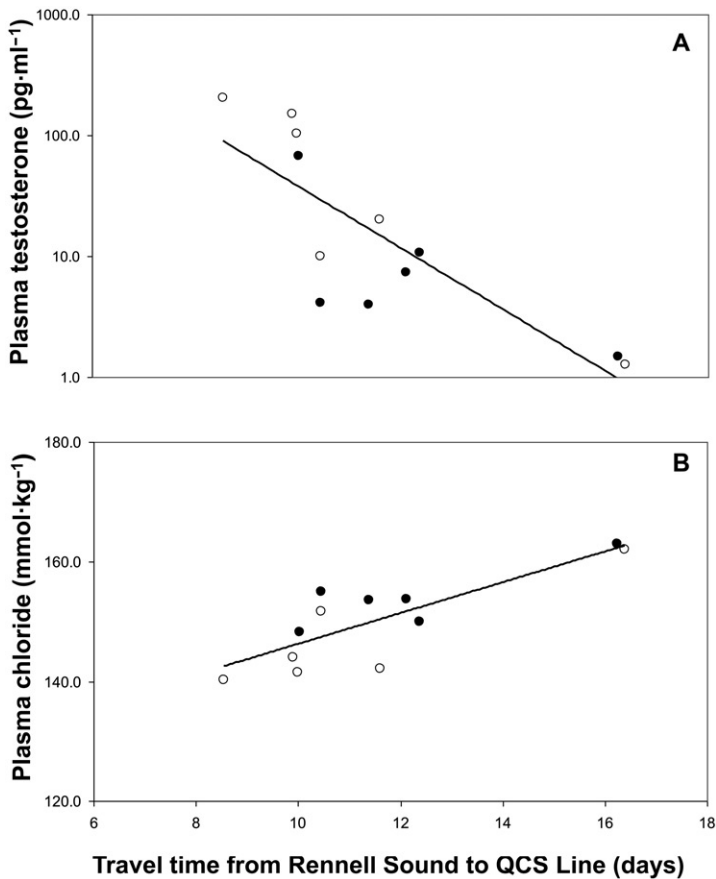 1000.0
A
100.0
10.0
1.0
Plasma testosterone (pg·ml⁻¹)
180.0
B
160.0
140.0
120.0
Plasma chloride (mmol·kg⁻¹)
6 8 10 12 14 16 18
Travel time from Rennell Sound to QCS Line (days)